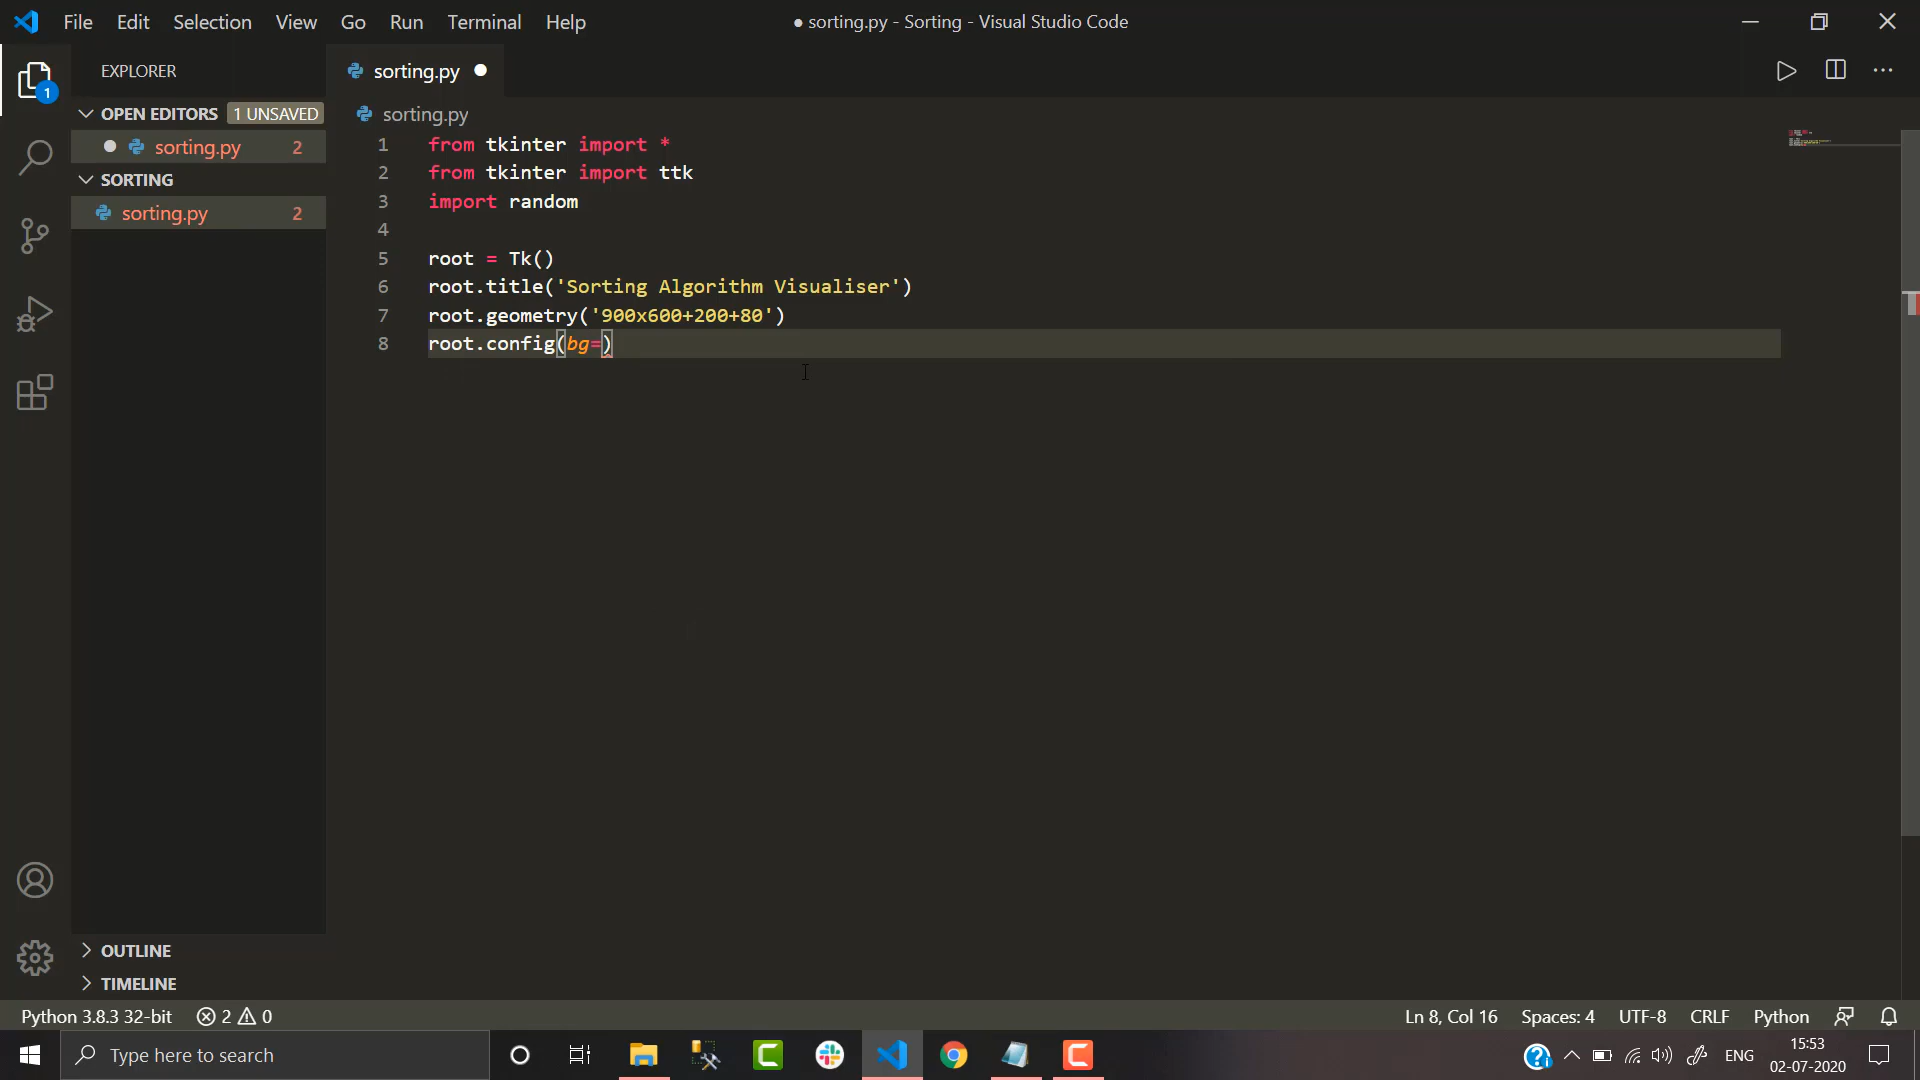 File Edit Selection View Go Run Terminal Help
● sorting.py - Sorting - Visual Studio Code
EXPLORER
1
OPEN EDITORS 1 UNSAVED
sorting.py 2
SORTING
sorting.py 2
OUTLINE
TIMELINE
sorting.py
sorting.py
1 from tkinter import *
2 from tkinter import ttk
3 import random
4
5 root = Tk()
6 root.title('Sorting Algorithm Visualiser')
7 root.geometry('900x600+200+80')
8 root.config(bg=)
Python 3.8.3 32-bit 2 0
Ln 8, Col 16 Spaces: 4 UTF-8 CRLF Python
Type here to search
ENG
15:53
02-07-2020